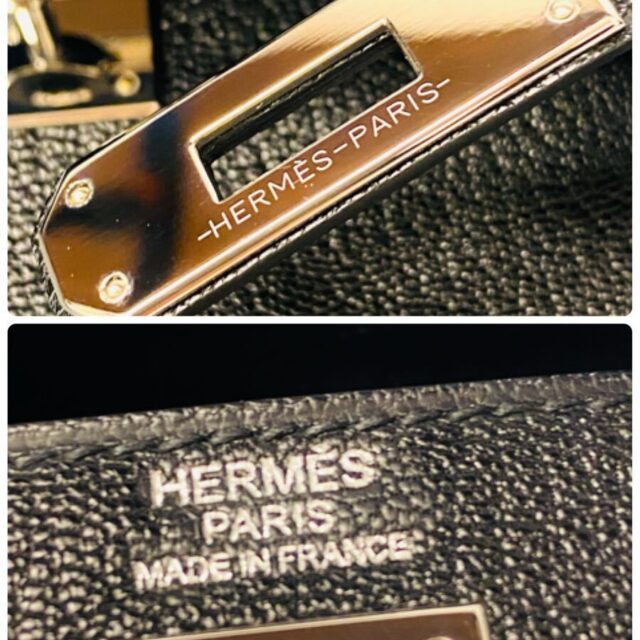 -HERMÈS-PARIS-
HERMÈS
PARIS
MADE IN FRANCE